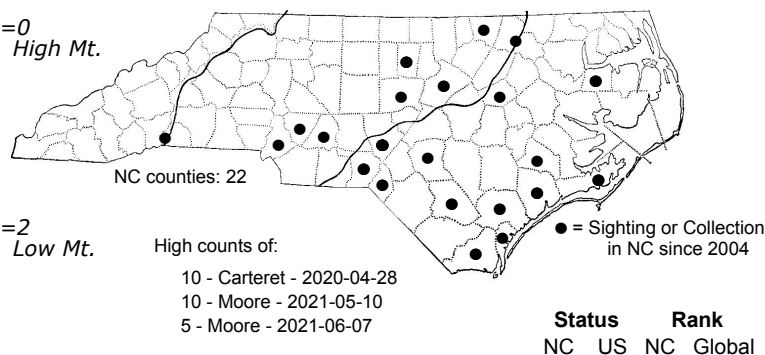 =0
High Mt.
NC counties: 22
=2
Low Mt.
High counts of:
10 - Carteret - 2020-04-28
10 - Moore - 2021-05-10
5 - Moore - 2021-06-07
● = Sighting or Collection
in NC since 2004
Status Rank
NC US NC Global